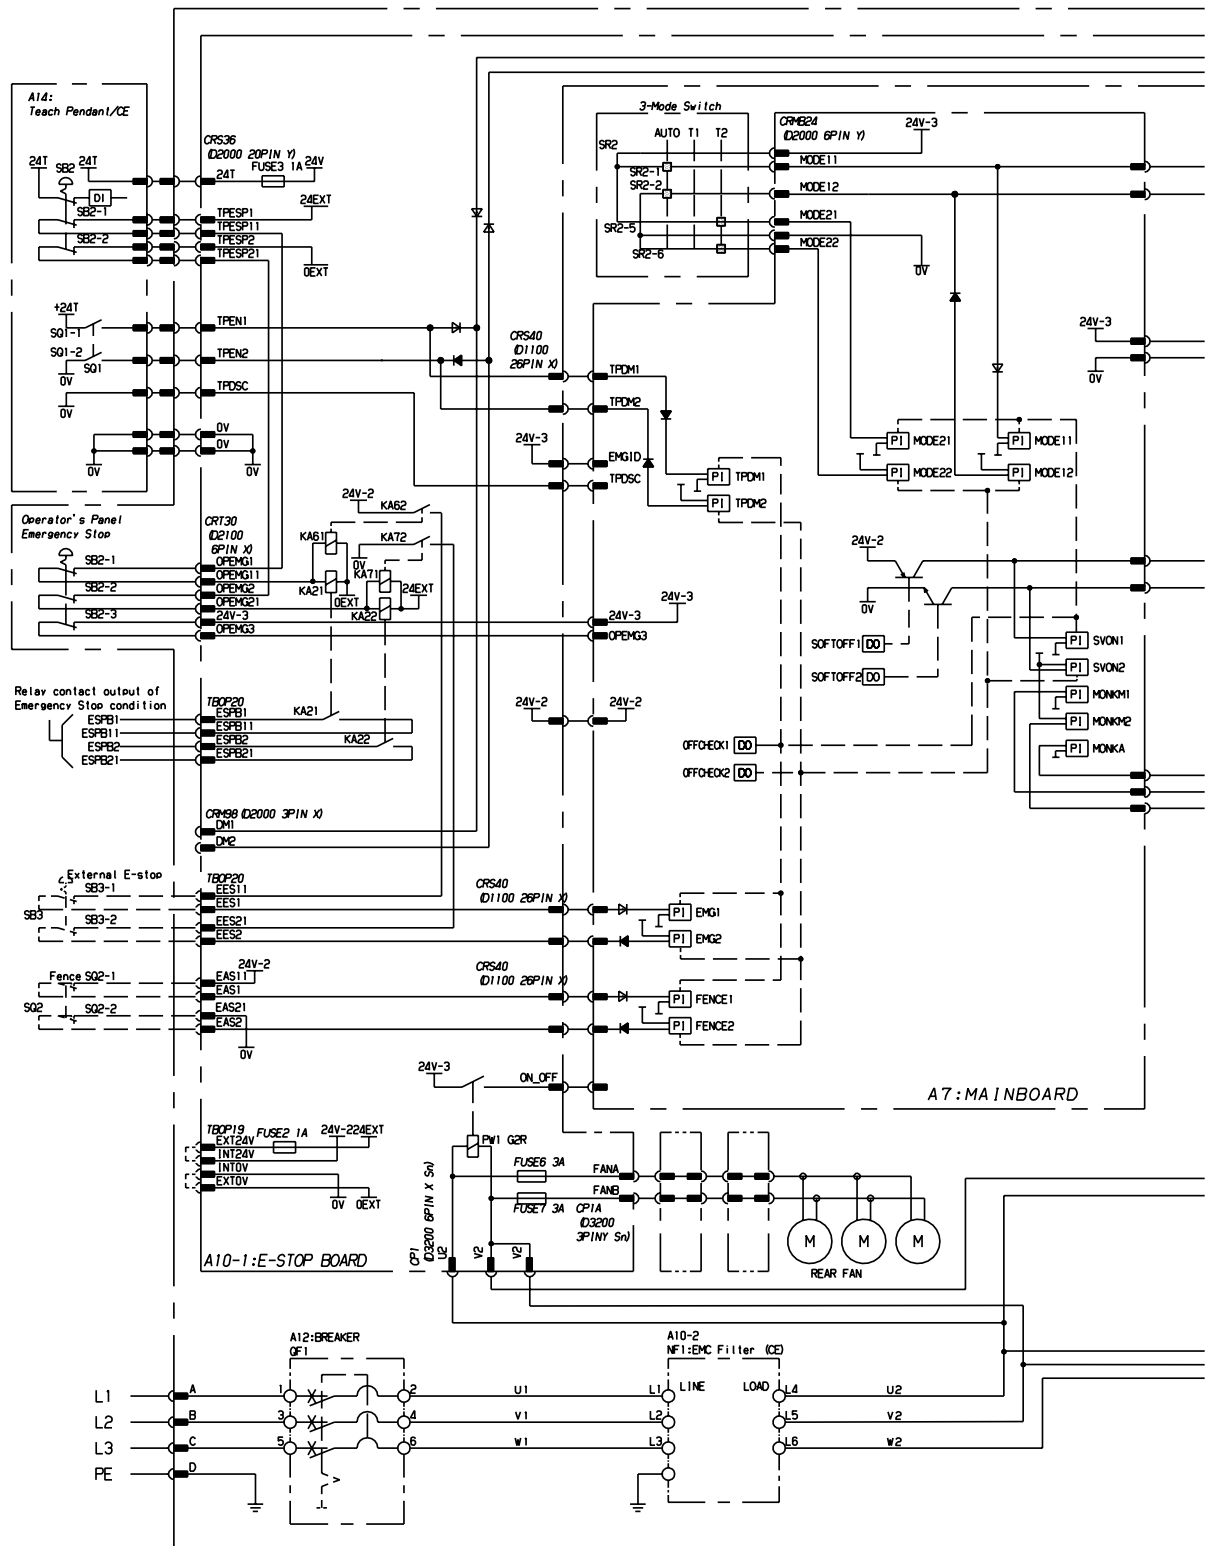 A14:
Teach Pendant/CE
24T
SB2
24T
DI
SB2-1
SB2-2
+24T
SQ1-1
SQ1-2
SQ1
0V
0V
0V
CRS36
(D2000 20PIN Y)
FUSE3 1A
24V
24T
24EXT
TPESP1
TPESP11
TPESP2
TPESP21
0EXT
TPEN1
TPEN2
TPDSC
0V
0V
0V
3-Mode Switch
AUTO
T1
T2
SR2
SR2-1
SR2-2
SR2-5
SR2-6
CRMB24
(D2000 6PIN Y)
24V-3
MODE11
MODE12
MODE21
MODE22
0V
24V-3
0V
CRS40
(D1100
26PIN X)
TPDM1
TPDM2
24V-3
EMGID
TPDSC
PI
TPDM1
PI
TPDM2
PI
MODE21
PI
MODE11
PI
MODE22
PI
MODE12
Operator's Panel
Emergency Stop
SB2-1
SB2-2
SB2-3
CRT30
(D2100
6PIN X)
OPEMG1
OPEMG11
OPEMG2
OPEMG21
24V-3
OPEMG3
24V-2
KA62
KA61
KA72
0V
KA71
KA21
0EXT
24EXT
KA22
24V-3
24V-3
OPEMG3
24V-2
0V
SOFTOFF1
DO
SOFTOFF2
DO
PI
SVON1
PI
SVON2
PI
MONKM1
PI
MONKM2
PI
MONKA
Relay contact output of
Emergency Stop condition
ESPB1
ESPB11
ESPB2
ESPB21
TBOP20
ESPB1
ESPB11
ESPB2
ESPB21
KA21
KA22
24V-2
24V-2
OFFCHECK1
DO
OFFCHECK2
DO
CRM98 (D2000 3PIN X)
DM1
DM2
External E-stop
SB3-1
SB3
SB3-2
TBOP20
EES11
EES1
EES21
EES2
CRS40
(D1100 26PIN X)
PI
EMG1
PI
EMG2
Fence
SQ2-1
SQ2
SQ2-2
24V-2
EAS11
EAS1
EAS21
EAS2
0V
CRS40
(D1100 26PIN X)
PI
FENCE1
PI
FENCE2
24V-3
ON_OFF
A7:MAINBOARD
TBOP19
EXT24V
INT24V
INT0V
EXT0V
FUSE2 1A
24V-2
24EXT
0V
0EXT
PW1 G2R
FUSE6 3A
FANA
FUSE7 3A
FANB
CP1A
(D3200
3PINY Sn)
CP1
(D3200 6PIN X Sn)
U2
V2
V2
M
M
M
REAR FAN
A10-1:E-STOP BOARD
A12:BREAKER
QF1
A10-2
NF1:EMC Filter (CE)
L1
A
1
2
U1
L1
LINE
LOAD
L4
U2
L2
B
3
4
V1
L2
L5
V2
L3
C
5
6
W1
L3
L6
W2
PE
D